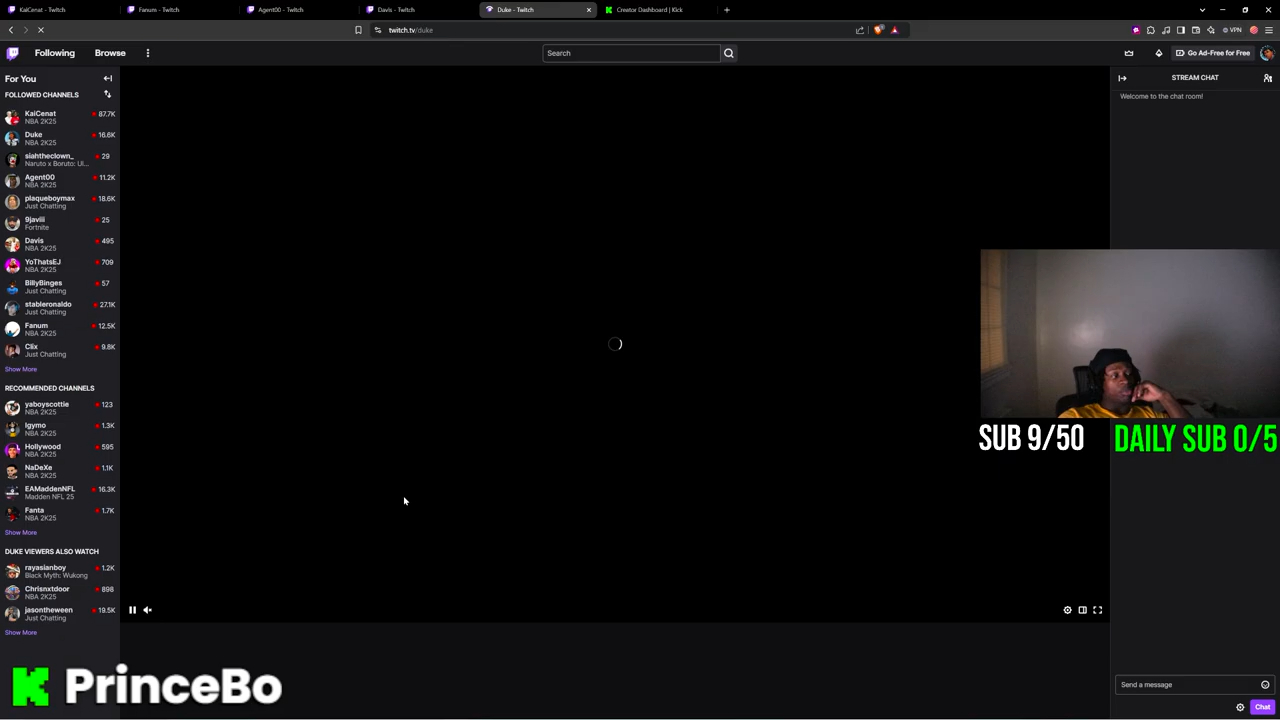 KaiCenat - Twitch
Fanum - Twitch
Agent00 - Twitch
Davis - Twitch
Duke - Twitch
Creator Dashboard | Kick
twitch.tv/duke
VPN
Following
Browse
Search
Go Ad-Free for Free
For You
FOLLOWED CHANNELS
KaiCenat 87.7K
NBA 2K25
Duke 16.6K
NBA 2K25
siahtheclown_ 29
Naruto x Boruto: Ul...
Agent00 11.2K
NBA 2K25
plaqueboymax 18.6K
Just Chatting
9javiii 25
Fortnite
Davis 495
NBA 2K25
YoThatsEJ 709
NBA 2K25
BillyBinges 57
Just Chatting
stableronaldo 27.1K
Just Chatting
Fanum 12.5K
NBA 2K25
Clix 9.8K
Just Chatting
Show More
RECOMMENDED CHANNELS
yaboyscottie 123
NBA 2K25
lgymo 1.3K
NBA 2K25
Hollywood 595
NBA 2K25
NaDeXe 1.1K
NBA 2K25
EAMaddenNFL 16.3K
Madden NFL 25
Fanta 1.7K
NBA 2K25
Show More
DUKE VIEWERS ALSO WATCH
rayasianboy 1.2K
Black Myth: Wukong
Chrisnxtdoor 898
NBA 2K25
jasontheween 19.5K
Just Chatting
Show More
K PrinceBo
STREAM CHAT
Welcome to the chat room!
SUB 9/50
DAILY SUB 0/5
Send a message
Chat